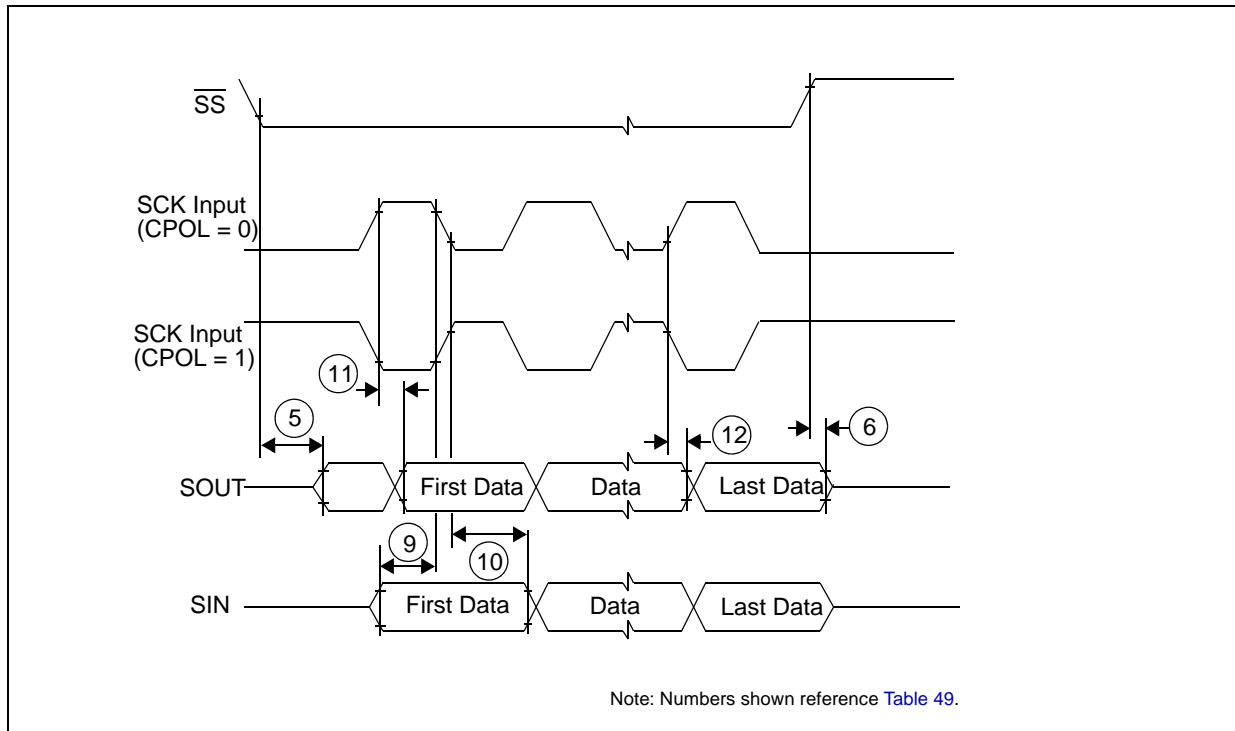 SS
SCK Input
(CPOL = 0)
SCK Input
(CPOL = 1)
11
5
12
6
SOUT
First Data
Data
Last Data
9
10
SIN
First Data
Data
Last Data
Note: Numbers shown reference Table 49.